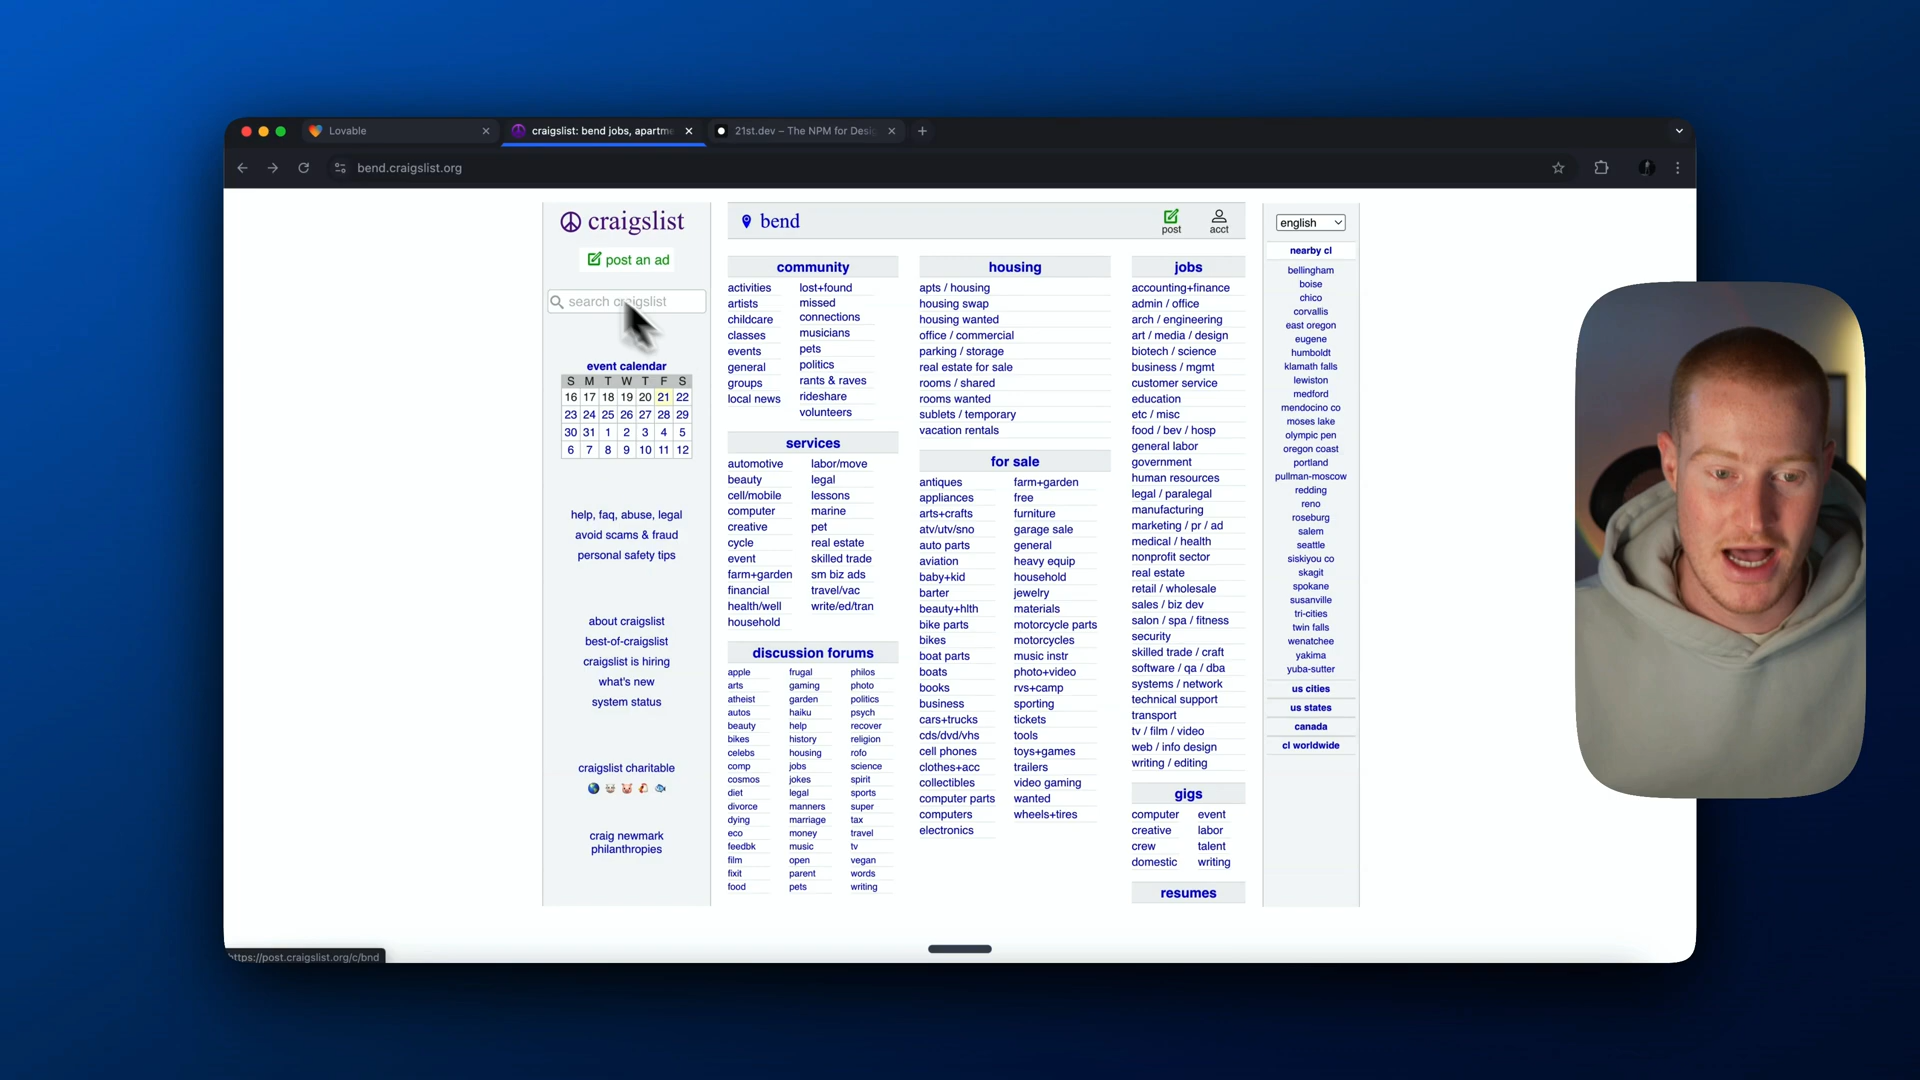 Lovable
craigslist: bend jobs, apartme
21st.dev – The NPM for Desig
bend.craigslist.org
craigslist
post an ad
search craigslist
event calendar
S M T W T F S
16 17 18 19 20 21 22
23 24 25 26 27 28 29
30 31 1 2 3 4 5
6 7 8 9 10 11 12
help, faq, abuse, legal
avoid scams & fraud
personal safety tips
about craigslist
best-of-craigslist
craigslist is hiring
what's new
system status
craigslist charitable
craig newmark
philanthropies
bend
post
acct
community
activities
artists
childcare
classes
events
general
groups
local news
lost+found
missed
connections
musicians
pets
politics
rants & raves
rideshare
volunteers
services
automotive
beauty
cell/mobile
computer
creative
cycle
event
farm+garden
financial
health/well
household
labor/move
legal
lessons
marine
pet
real estate
skilled trade
sm biz ads
travel/vac
write/ed/tran
discussion forums
apple
arts
atheist
autos
beauty
bikes
celebs
comp
cosmos
diet
divorce
dying
eco
feedbk
film
fixit
food
frugal
gaming
garden
haiku
help
history
housing
jobs
jokes
legal
manners
marriage
money
music
open
parent
pets
philos
photo
politics
psych
recover
religion
rofo
science
spirit
sports
super
tax
travel
tv
vegan
words
writing
housing
apts / housing
housing swap
housing wanted
office / commercial
parking / storage
real estate for sale
rooms / shared
rooms wanted
sublets / temporary
vacation rentals
for sale
antiques
appliances
arts+crafts
atv/utv/sno
auto parts
aviation
baby+kid
barter
beauty+hlth
bike parts
bikes
boat parts
boats
books
business
cars+trucks
cds/dvd/vhs
cell phones
clothes+acc
collectibles
computer parts
computers
electronics
farm+garden
free
furniture
garage sale
general
heavy equip
household
jewelry
materials
motorcycle parts
motorcycles
music instr
photo+video
rvs+camp
sporting
tickets
tools
toys+games
trailers
video gaming
wanted
wheels+tires
jobs
accounting+finance
admin / office
arch / engineering
art / media / design
biotech / science
business / mgmt
customer service
education
etc / misc
food / bev / hosp
general labor
government
human resources
legal / paralegal
manufacturing
marketing / pr / ad
medical / health
nonprofit sector
real estate
retail / wholesale
sales / biz dev
salon / spa / fitness
security
skilled trade / craft
software / qa / dba
systems / network
technical support
transport
tv / film / video
web / info design
writing / editing
gigs
computer
creative
crew
domestic
event
labor
talent
writing
resumes
english
nearby cl
bellingham
boise
chico
corvallis
east oregon
eugene
humboldt
klamath falls
lewiston
medford
mendocino co
moses lake
olympic pen
oregon coast
portland
pullman-moscow
redding
reno
roseburg
salem
seattle
siskiyou co
skagit
spokane
susanville
tri-cities
twin falls
wenatchee
yakima
yuba-sutter
us cities
us states
canada
cl worldwide
https://post.craigslist.org/c/bnd